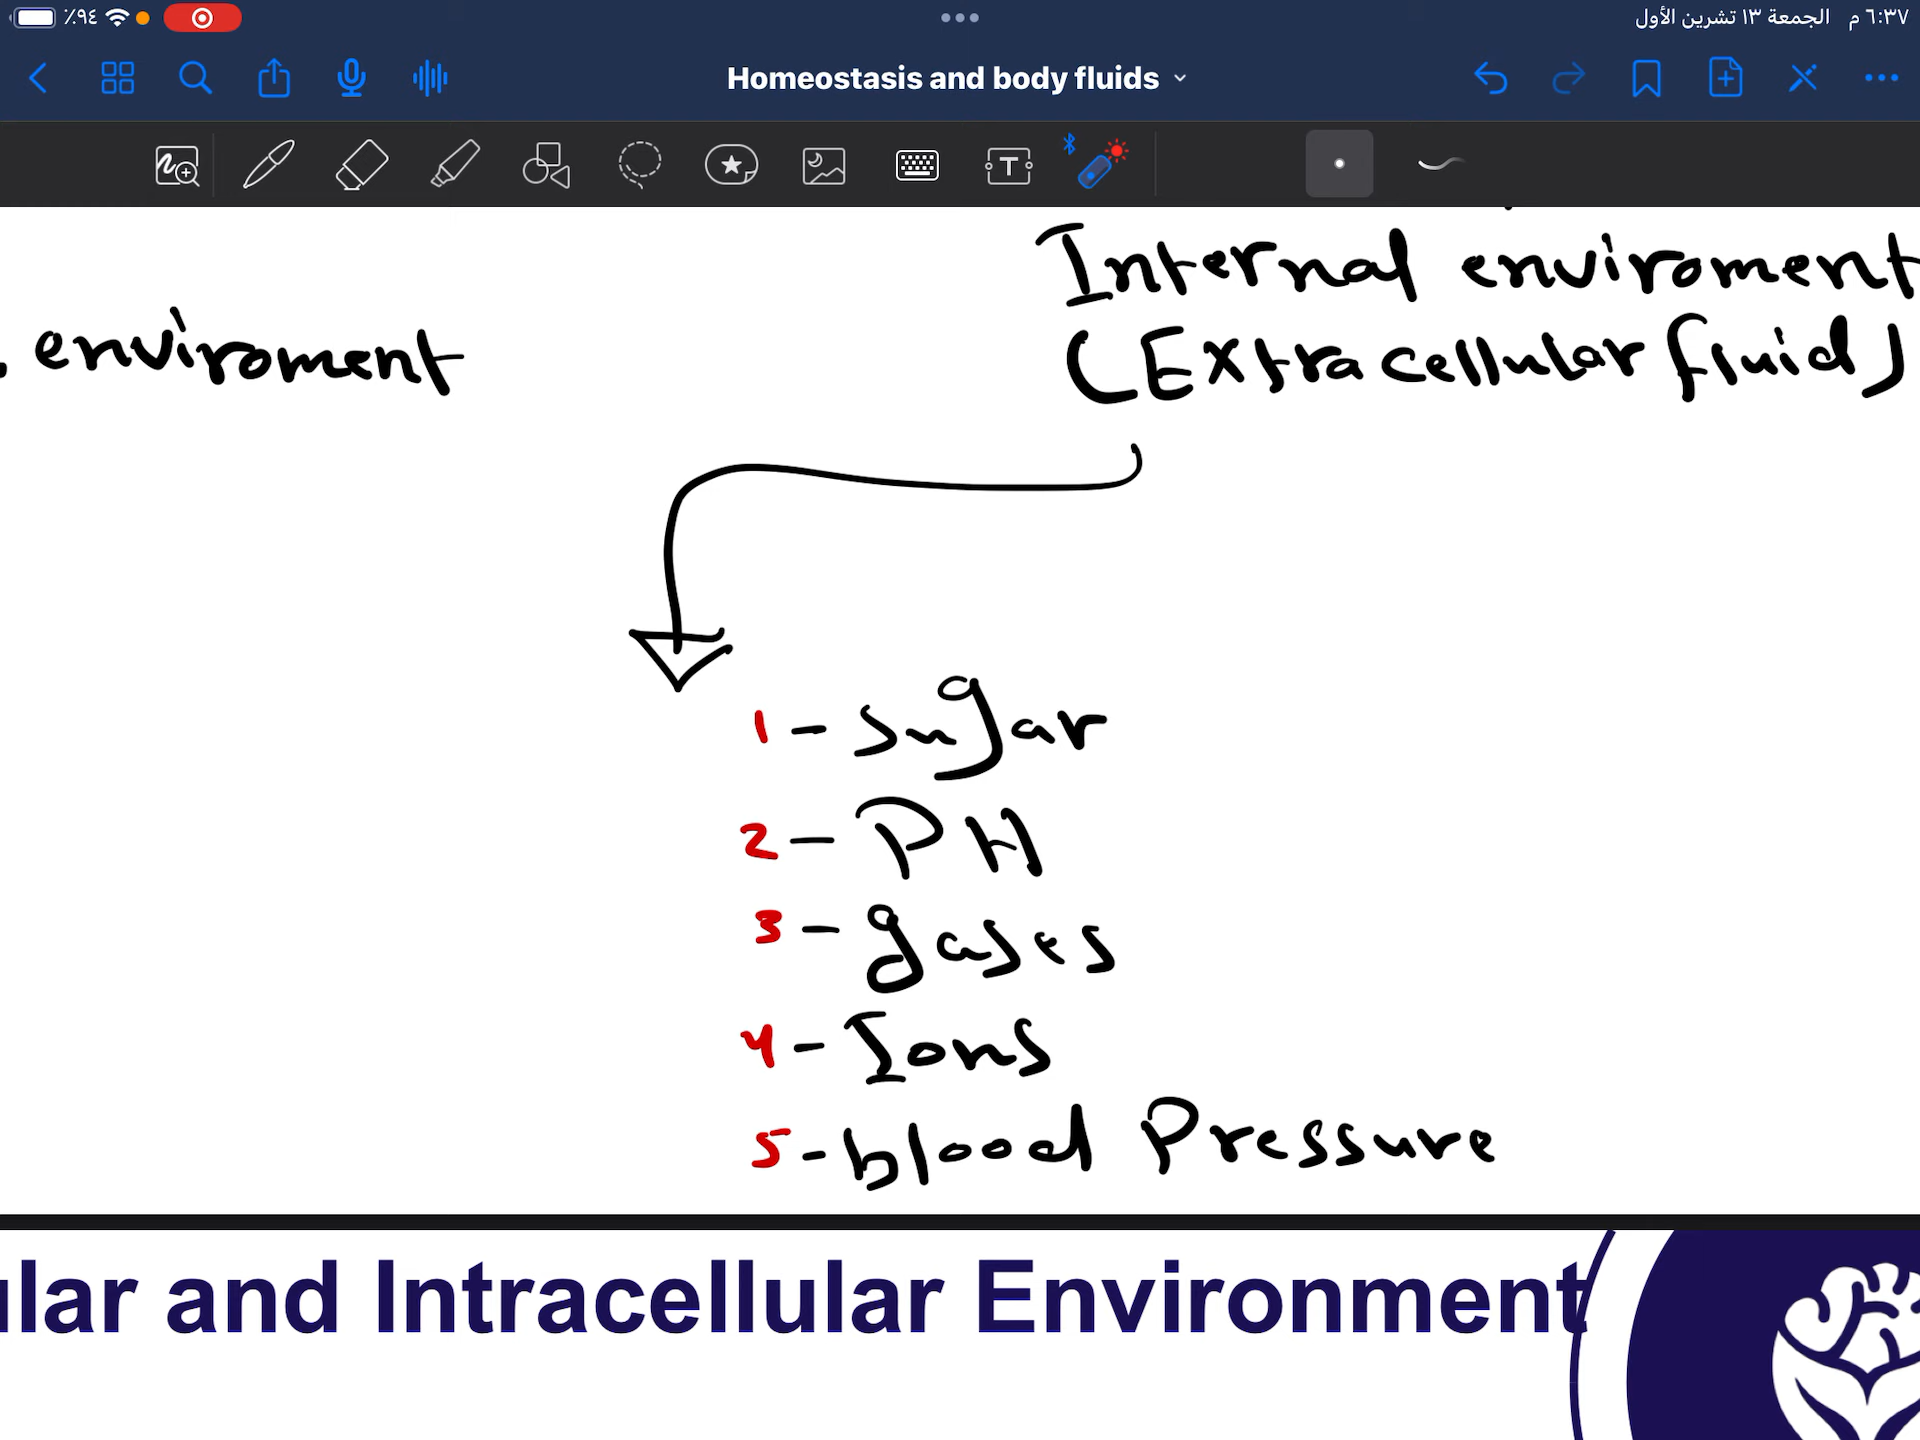 ٪٩٤
٦:٣٧ م الجمعة ١٣ تشرين الأول
Homeostasis and body fluids
T
Internal enviroment
(Extracellular fluid)
enviroment
1 - sugar
2 - PH
3 - gases
4 - Ions
5 - blood Pressure
ular and Intracellular Environment